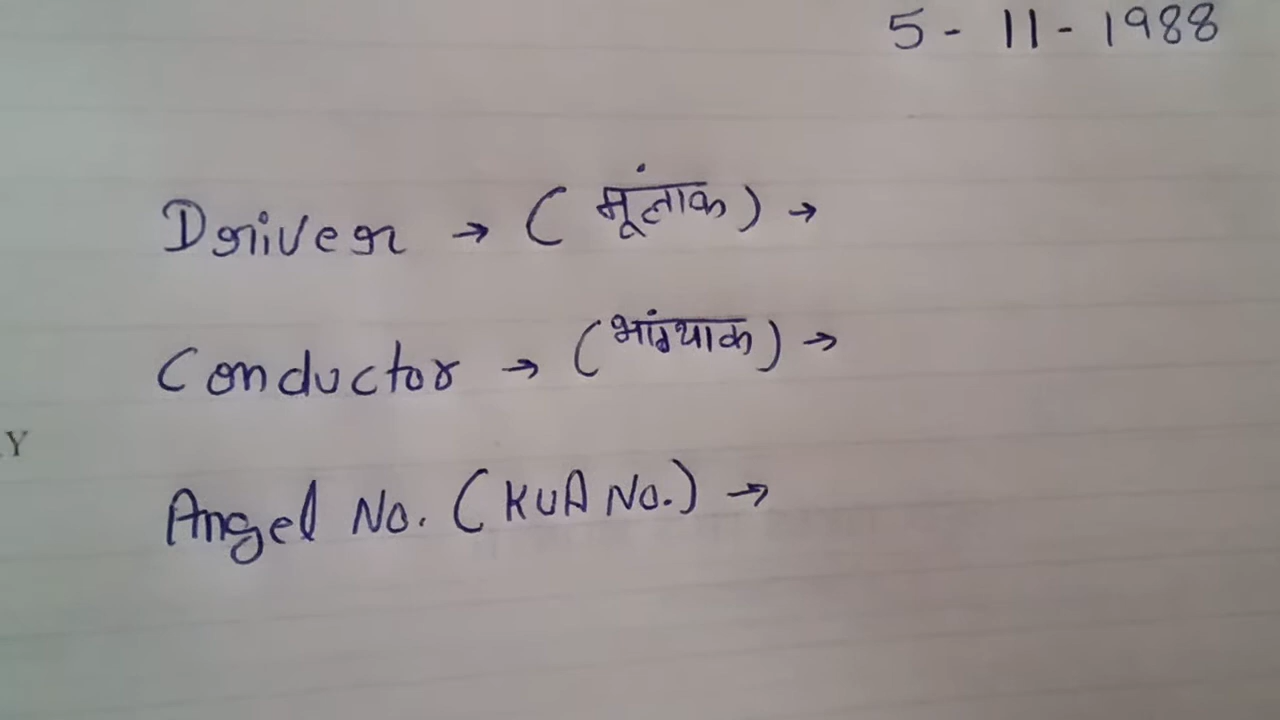 5 - 11 - 1988
Driver → (मूंलाक) →
Conductor → (भांग्याक) →
Y
Angel No. (KUA No.) →